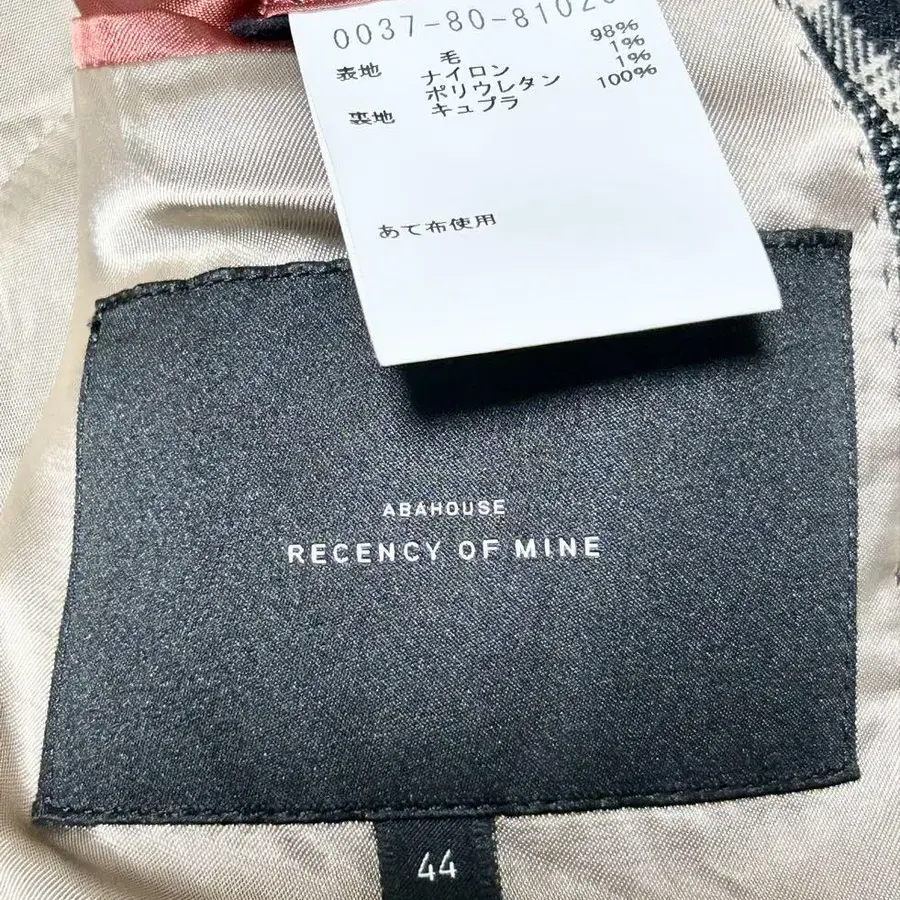 0037-80-8102
表地 毛 98%
ナイロン 1%
ポリウレタン 1%
裏地 キュプラ 100%
あて布使用
ABAHOUSE
RECENCY OF MINE
44